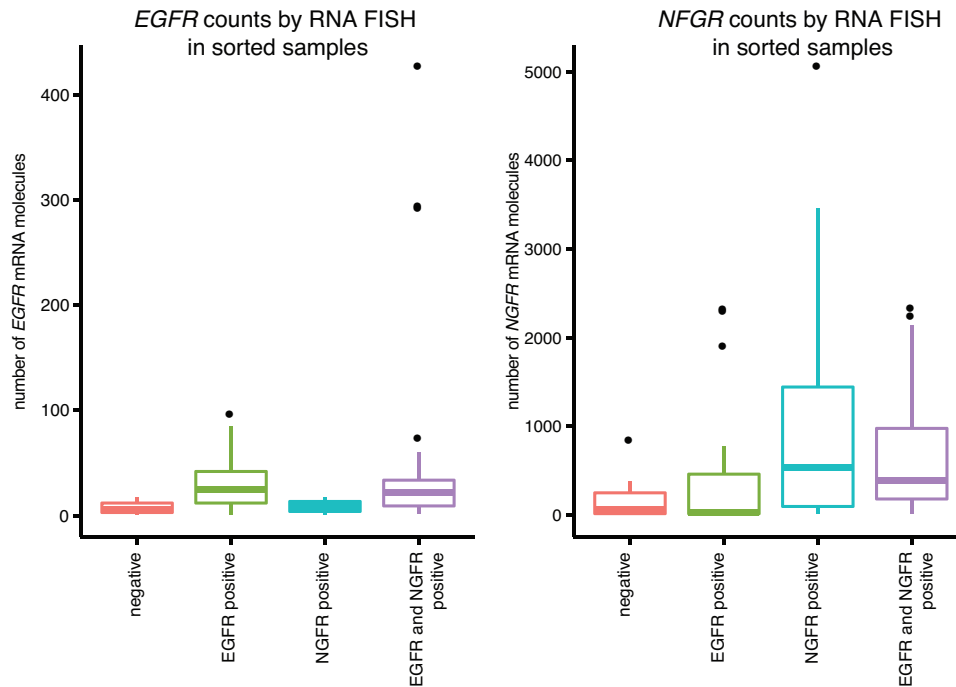 EGFR counts by RNA FISH
in sorted samples
number of EGFR mRNA molecules
400
300
200
100
0
negative
EGFR positive
NGFR positive
EGFR and NGFR
positive
NFGR counts by RNA FISH
in sorted samples
number of NGFR mRNA molecules
5000
4000
3000
2000
1000
0
negative
EGFR positive
NGFR positive
EGFR and NGFR
positive